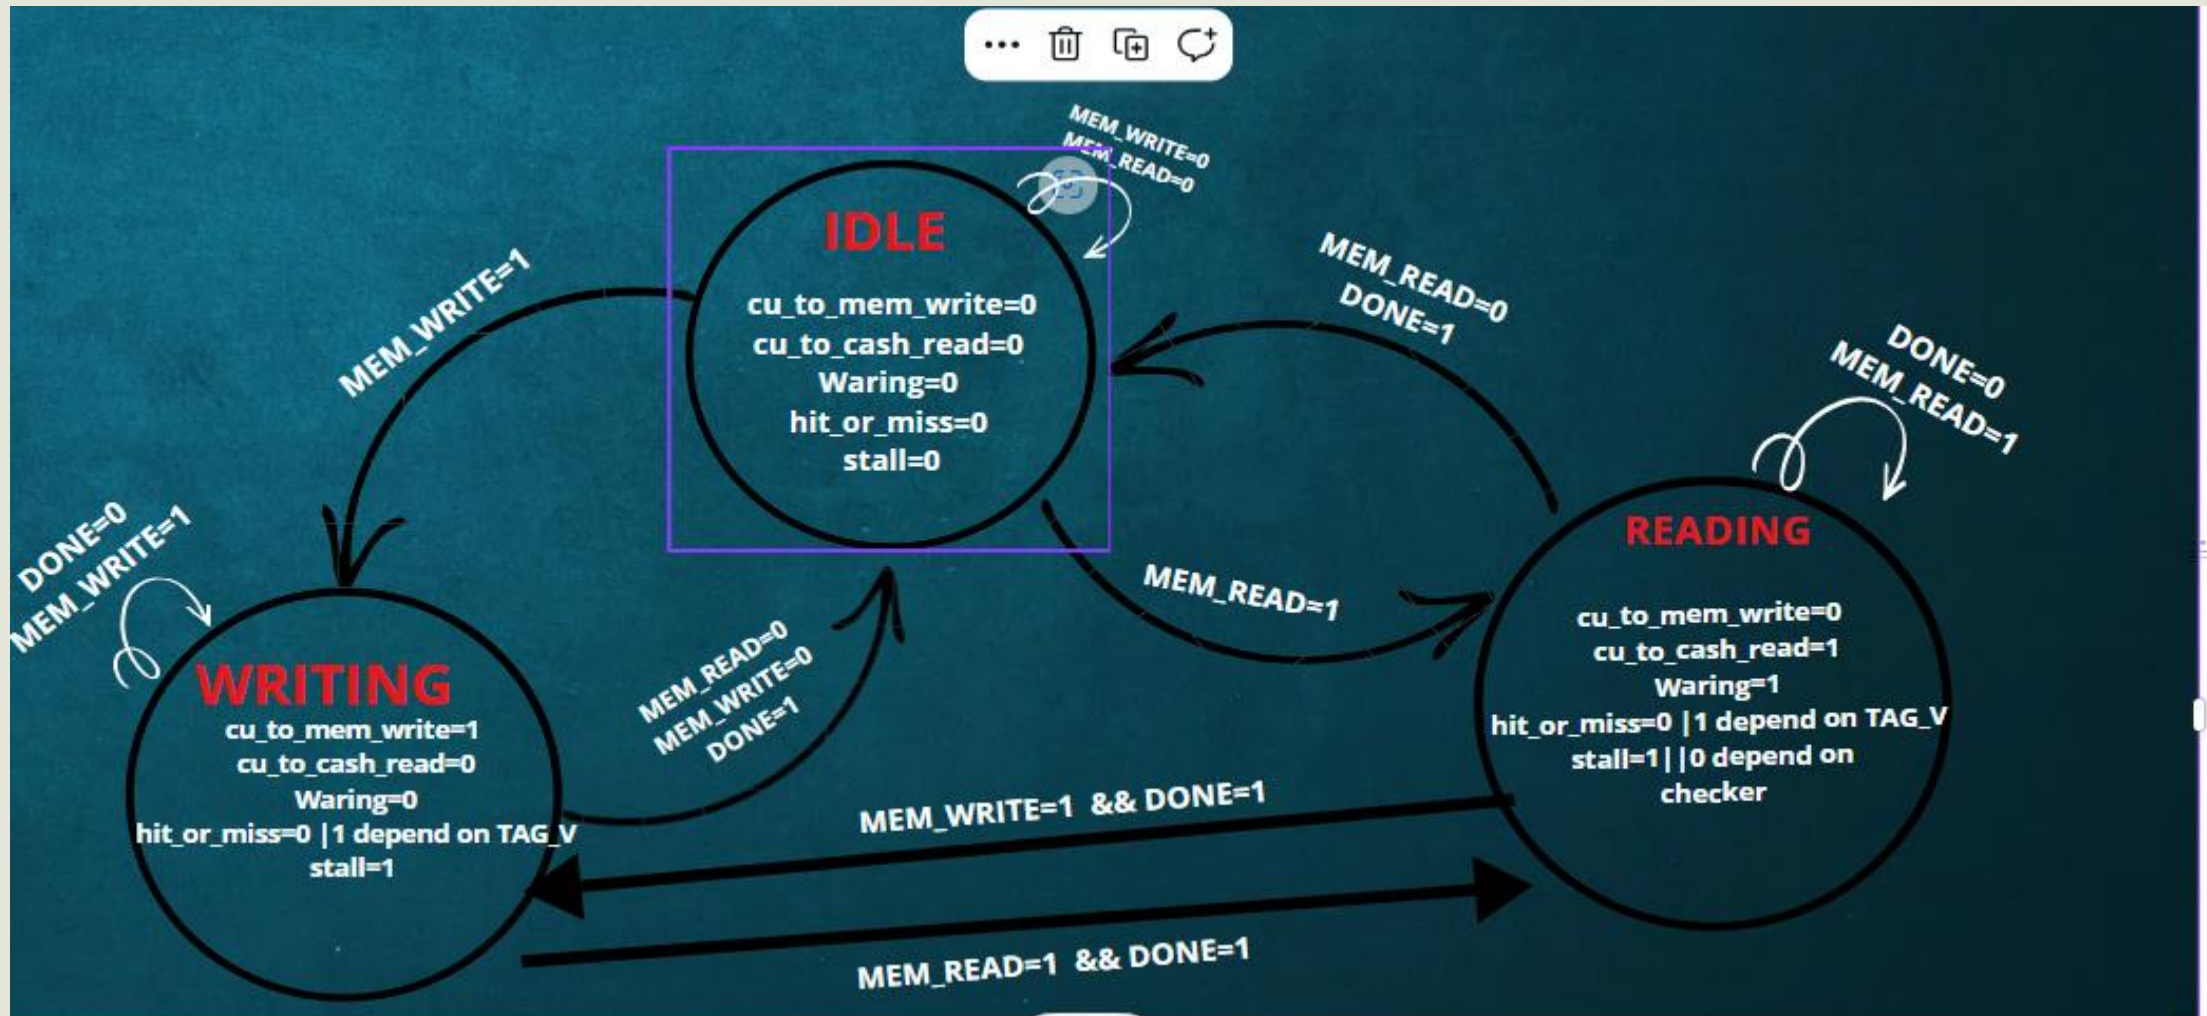 MEM_WRITE=0
MEM_READ=0
IDLE
cu_to_mem_write=0
cu_to_cash_read=0
Waring=0
hit_or_miss=0
stall=0
MEM_WRITE=1
MEM_READ=0
DONE=1
DONE=0
MEM_READ=1
READING
cu_to_mem_write=0
cu_to_cash_read=1
Waring=1
hit_or_miss=0 |1 depend on TAG_V
stall=1||0 depend on
checker
MEM_READ=1
DONE=0
MEM_WRITE=1
WRITING
cu_to_mem_write=1
cu_to_cash_read=0
Waring=0
hit_or_miss=0 |1 depend on TAG_V
stall=1
MEM_READ=0
MEM_WRITE=0
DONE=1
MEM_WRITE=1 && DONE=1
MEM_READ=1 && DONE=1